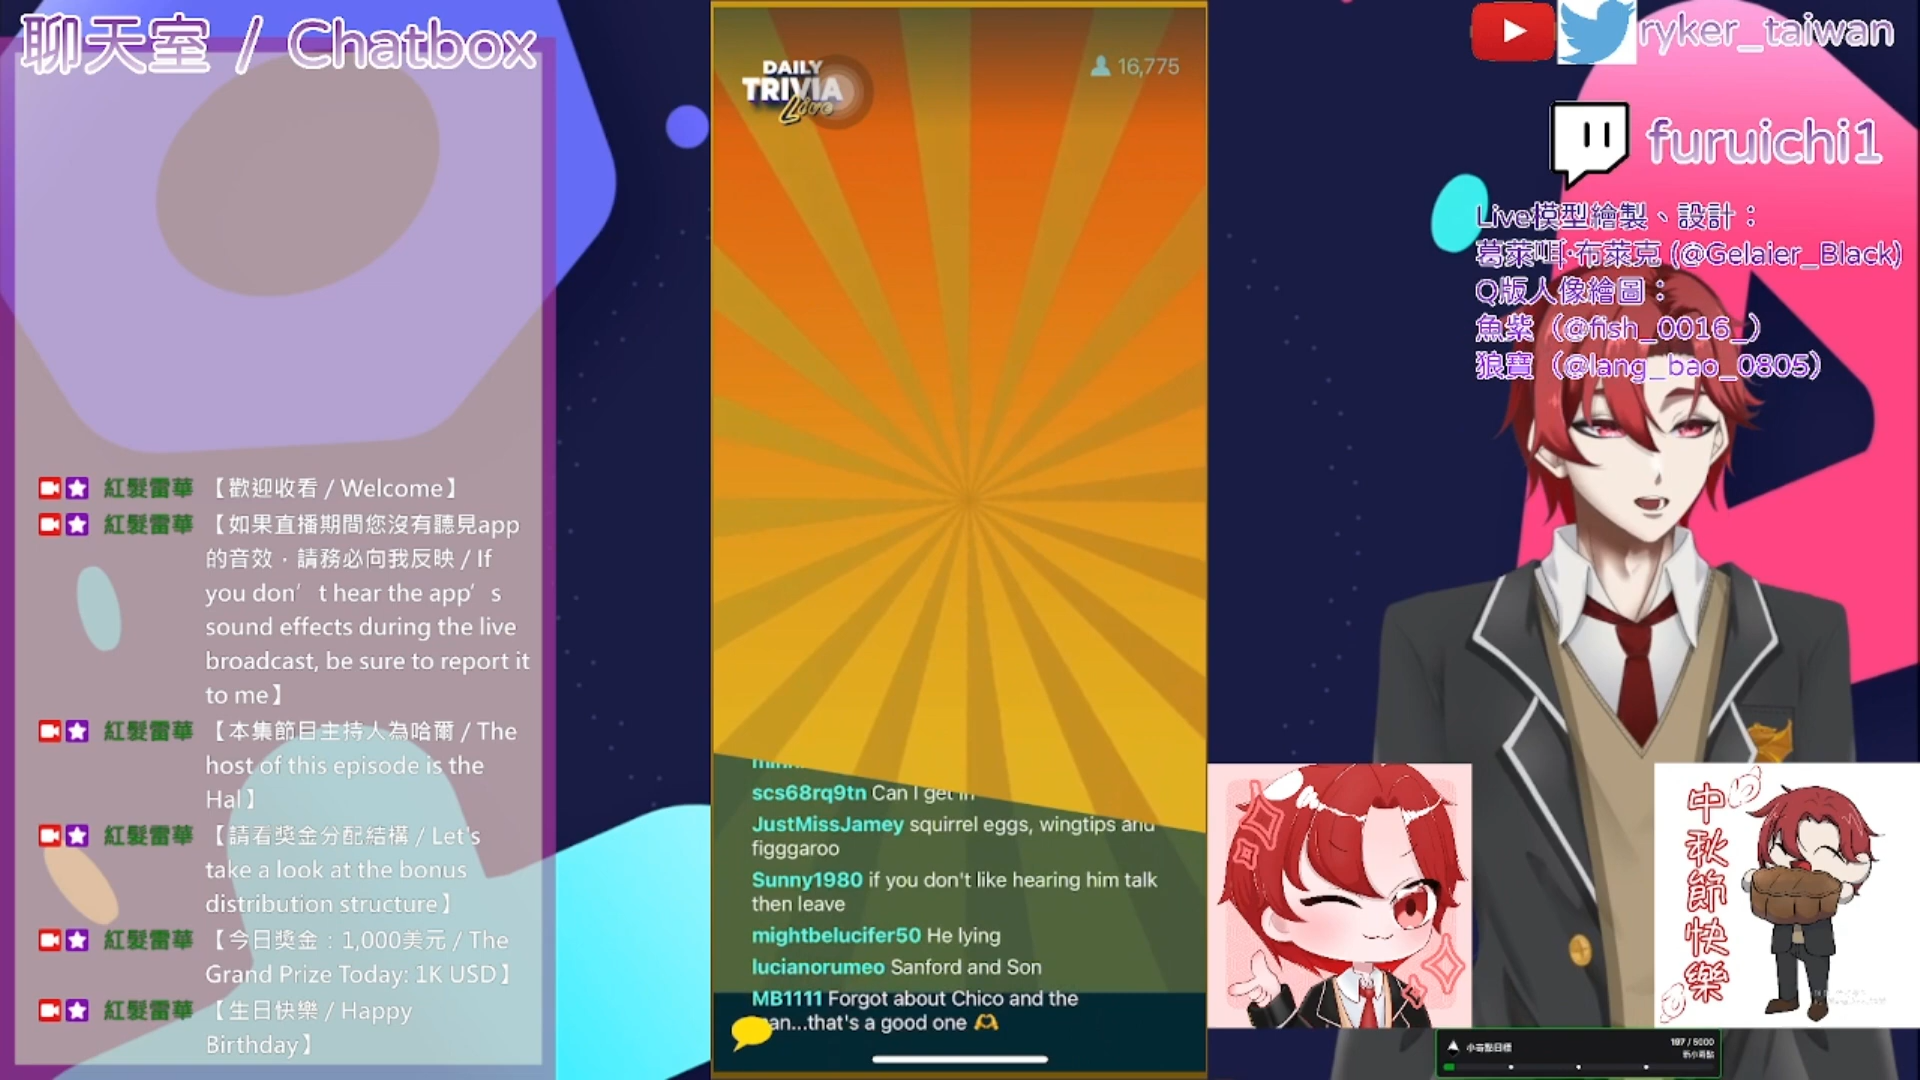 聊天室 / Chatbox
紅髮雷華 【歡迎收看 / Welcome】
紅髮雷華 【如果直播期間您沒有聽見app
的音效，請務必向我反映 / If
you don’t hear the app’s
sound effects during the live
broadcast, be sure to report it
to me】
紅髮雷華 【本集節目主持人為哈爾 / The
host of this episode is the
Hal】
紅髮雷華 【請看獎金分配結構 / Let's
take a look at the bonus
distribution structure】
紅髮雷華 【今日獎金：1,000美元 / The
Grand Prize Today: 1K USD】
紅髮雷華 【生日快樂 / Happy
Birthday】
DAILY
TRIVIA
Live
16,775
scs68rq9tn Can I get in
JustMissJamey squirrel eggs, wingtips and
figggaroo
Sunny1980 if you don't like hearing him talk
then leave
mightbelucifer50 He lying
lucianorumeo Sanford and Son
MB1111 Forgot about Chico and the
an...that's a good one 🫶
ryker_taiwan
furuichi1
Live模型繪製、設計：
葛萊咡·布萊克 (@Gelaier_Black)
Q版人像繪圖：
魚紫（@fish_0016_）
狼寶（@lang_bao_0805）
中秋節快樂
小奇點目標
197 / 5000